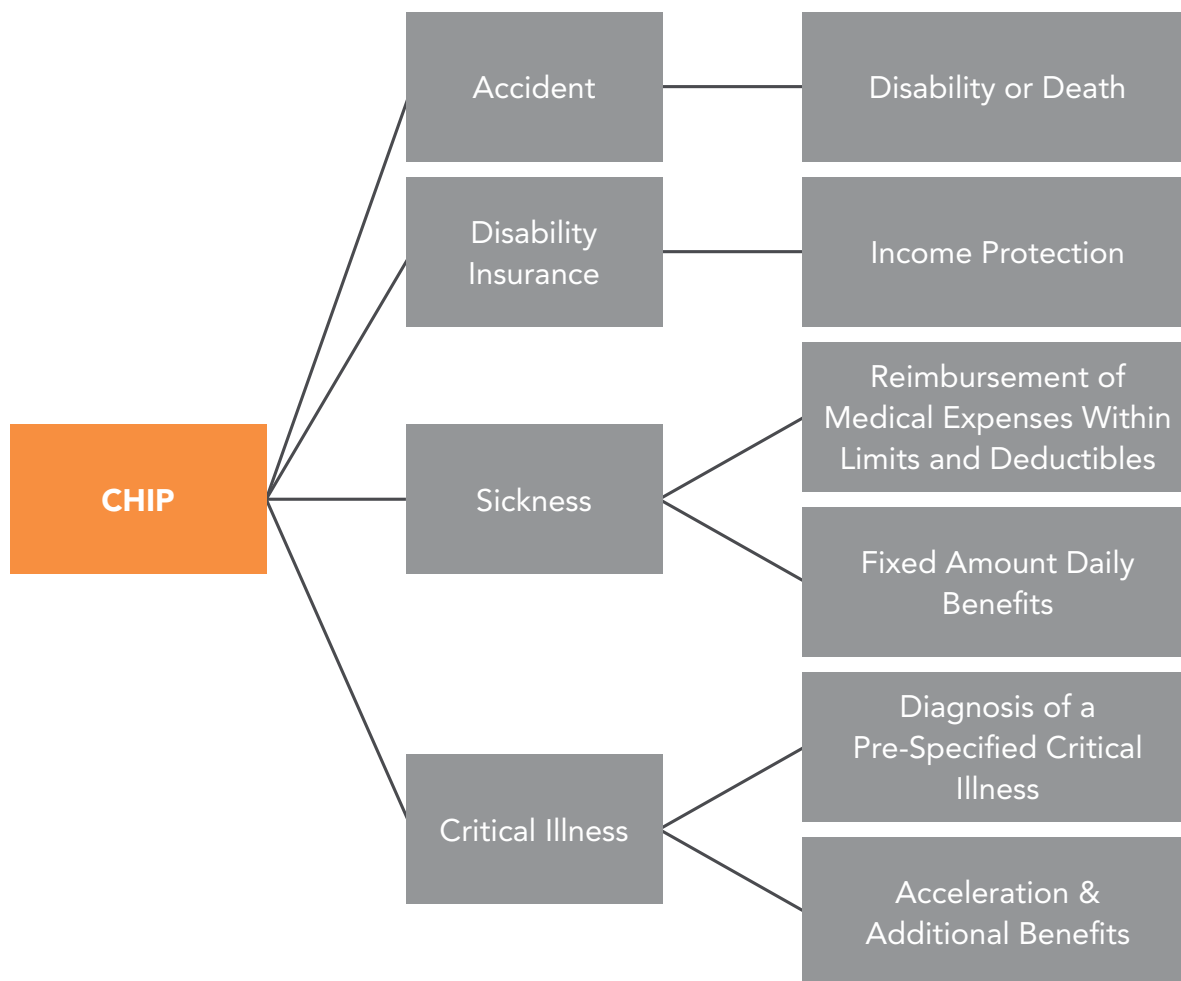 Accident
Disability or Death
Disability
Insurance
Income Protection
CHIP
Sickness
Reimbursement of
Medical Expenses Within
Limits and Deductibles
Fixed Amount Daily
Benefits
Critical Illness
Diagnosis of a
Pre-Specified Critical
Illness
Acceleration &
Additional Benefits